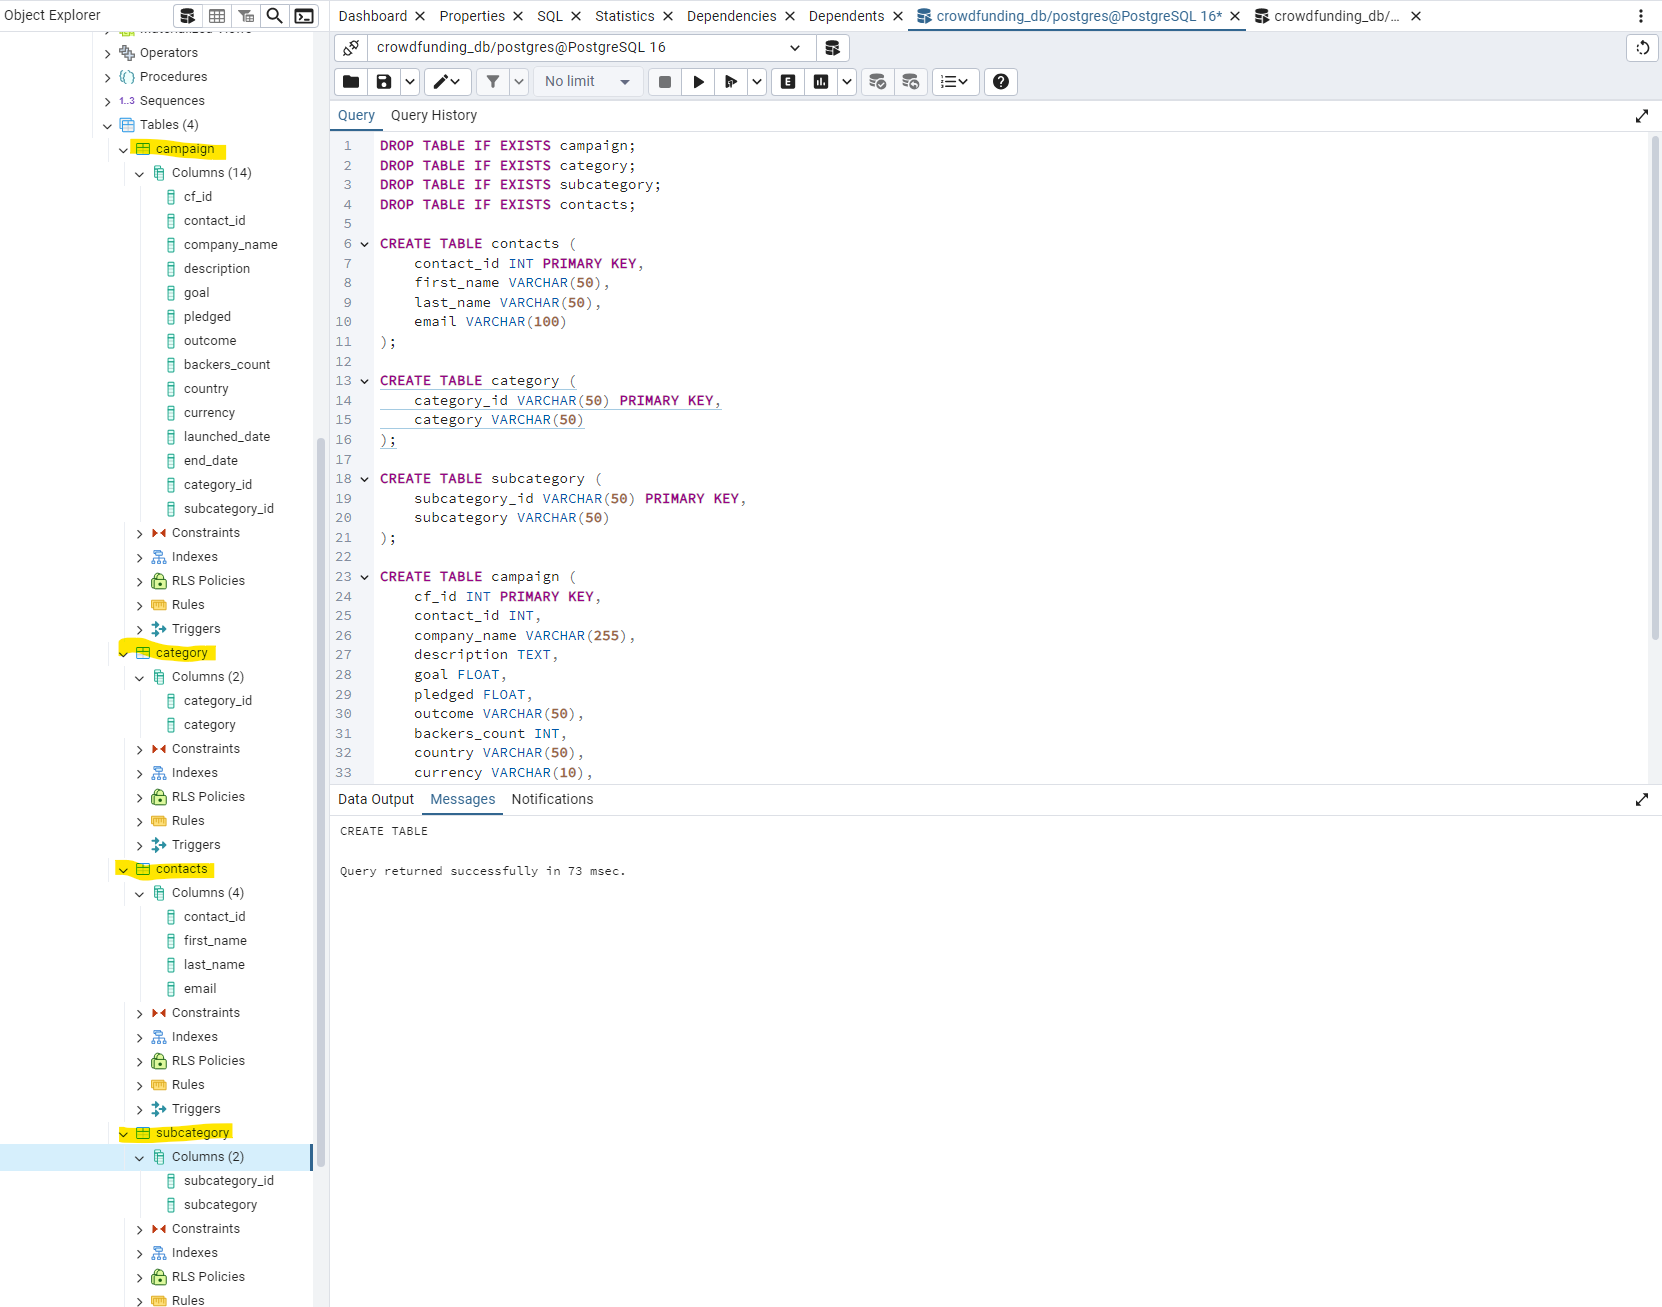 Object Explorer
Materialized Views
Operators
Procedures
1..3 Sequences
Tables (4)
campaign
Columns (14)
cf_id
contact_id
company_name
description
goal
pledged
outcome
backers_count
country
currency
launched_date
end_date
category_id
subcategory_id
Constraints
Indexes
RLS Policies
Rules
Triggers
category
Columns (2)
category_id
category
Constraints
Indexes
RLS Policies
Rules
Triggers
contacts
Columns (4)
contact_id
first_name
last_name
email
Constraints
Indexes
RLS Policies
Rules
Triggers
subcategory
Columns (2)
subcategory_id
subcategory
Constraints
Indexes
RLS Policies
Rules
Dashboard Properties SQL Statistics Dependencies Dependents crowdfunding_db/postgres@PostgreSQL 16* crowdfunding_db/...
crowdfunding_db/postgres@PostgreSQL 16
No limit E
Query Query History
1 DROP TABLE IF EXISTS campaign;
2 DROP TABLE IF EXISTS category;
3 DROP TABLE IF EXISTS subcategory;
4 DROP TABLE IF EXISTS contacts;
5
6 CREATE TABLE contacts (
7 contact_id INT PRIMARY KEY,
8 first_name VARCHAR(50),
9 last_name VARCHAR(50),
10 email VARCHAR(100)
11 );
12
13 CREATE TABLE category (
14 category_id VARCHAR(50) PRIMARY KEY,
15 category VARCHAR(50)
16 );
17
18 CREATE TABLE subcategory (
19 subcategory_id VARCHAR(50) PRIMARY KEY,
20 subcategory VARCHAR(50)
21 );
22
23 CREATE TABLE campaign (
24 cf_id INT PRIMARY KEY,
25 contact_id INT,
26 company_name VARCHAR(255),
27 description TEXT,
28 goal FLOAT,
29 pledged FLOAT,
30 outcome VARCHAR(50),
31 backers_count INT,
32 country VARCHAR(50),
33 currency VARCHAR(10),
Data Output Messages Notifications
CREATE TABLE
Query returned successfully in 73 msec.